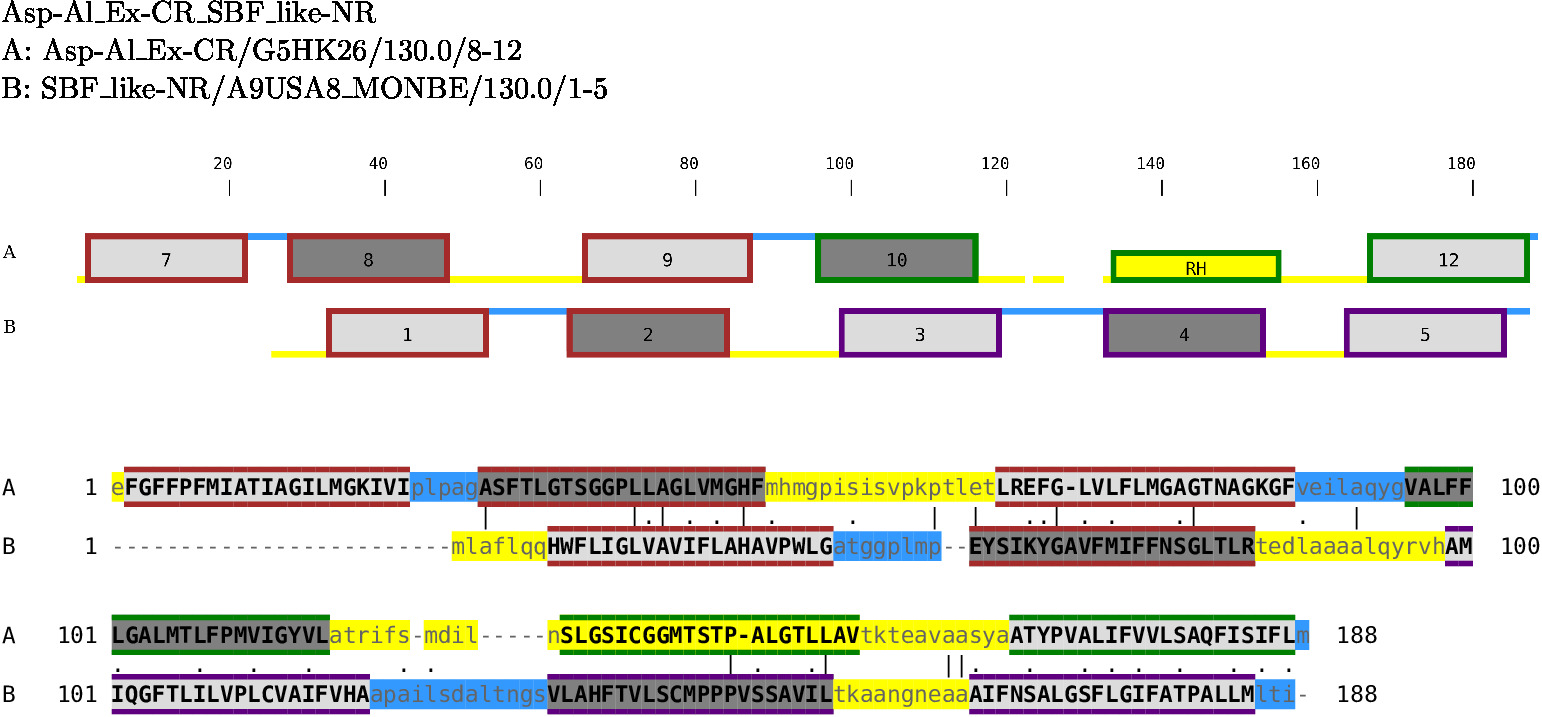 Asp-Al_Ex-CR_SBF_like-NR
A: Asp-Al_Ex-CR/G5HK26/130.0/8-12
B: SBF_like-NR/A9USA8_MONBE/130.0/1-5
20 40 60 80 100 120 140 160 180
A 7 8 9 10 RH 12
B 1 2 3 4 5
A 1 eFGFFPFMIATIAGILMGKIVIplpagASFTLGTSGGPLLAGLVMGHFmhmgpisisvpkptletLREFG-LVLFLMGAGTNAGKGFveilaqygVALFF 100
B 1 -------------------------mlaflqqHWFLIGLVAVIFLAHAVPWLGatggplmp--EYSIKYGAVFMIFFNSGLTLRtedlaaaalqyrvhAM 100
A 101 LGALMTLFPMVIGYVLatrifs-mdil-----nSLGSICGGMTSTP-ALGTLLAVtkteavaasyaATYPVALIFVVLSAQFISIFLm 188
B 101 IQGFTLILVPLCVAIFVHAapailsdaltngsVLAHFTVLSCMPPPVSSAVILtkaangneaaAIFNSALGSFLGIFATPALLMlti- 188